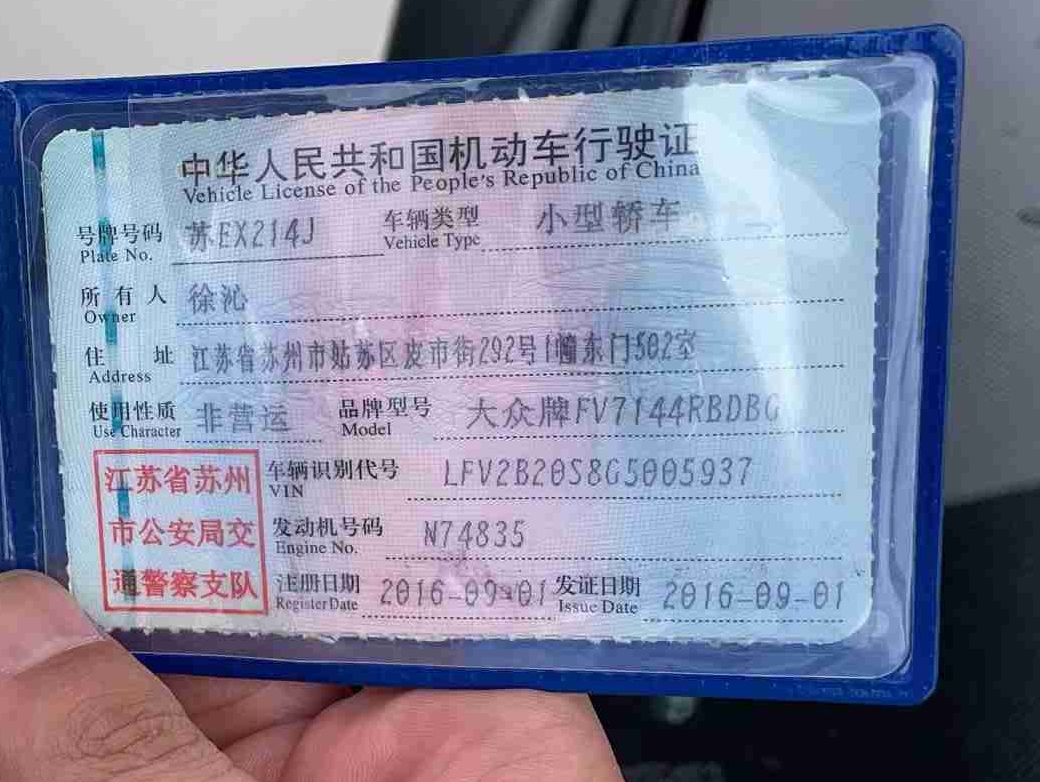 中华人民共和国机动车行驶证
Vehicle License of the People's Republic of China
号牌号码 苏EX214J 车辆类型 小型轿车
Plate No. Vehicle Type
所有人 徐沁
Owner
住址 江苏省苏州市姑苏区皮市街292号1幢东门502室
Address
使用性质 非营运 品牌型号 大众牌FV7144RBDBG
Use Character Model
江苏省苏州 车辆识别代号 LFV2B20S8G5005937
VIN
市公安局交 发动机号码 N74835
Engine No.
通警察支队 注册日期 2016-09-01 发证日期 2016-09-01
Register Date Issue Date